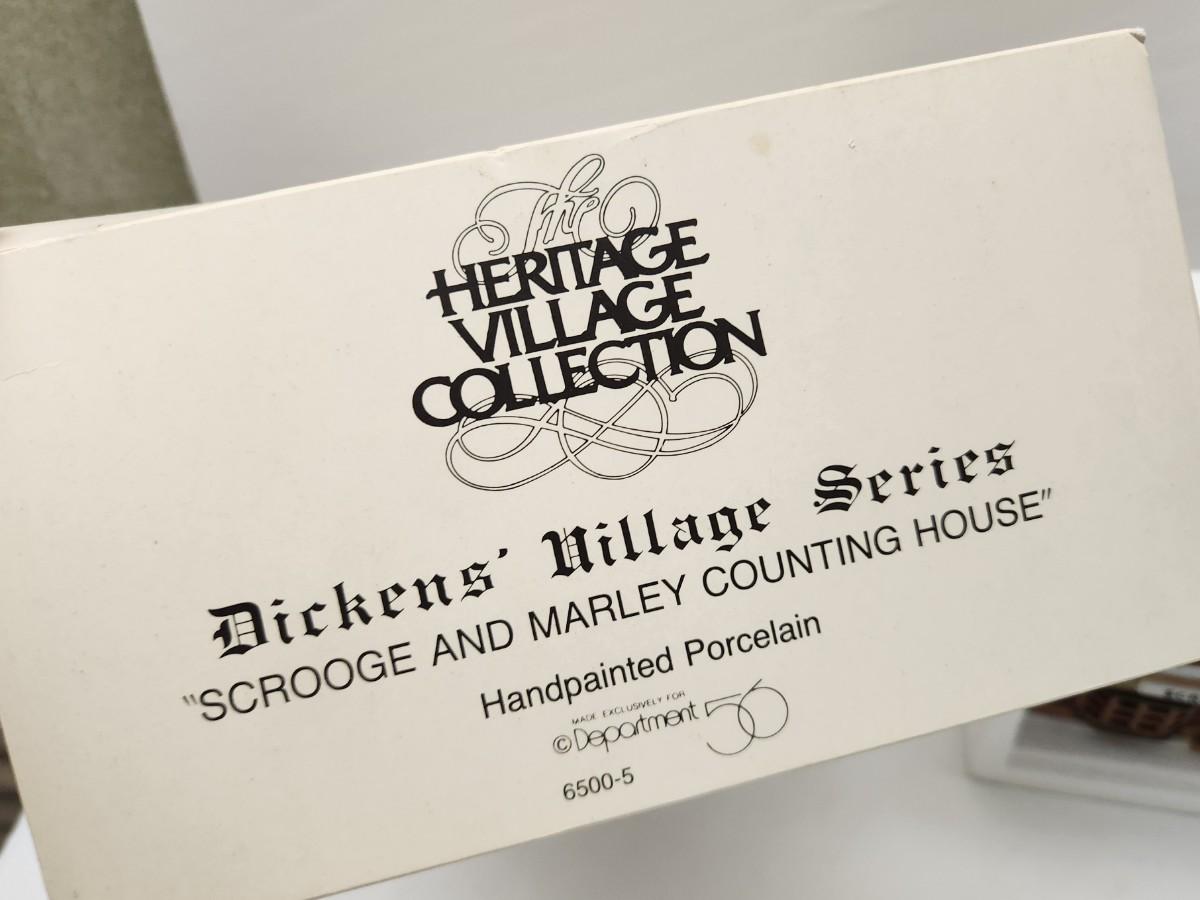 The
HERITAGE
VILLAGE
COLLECTION
Dickens' Village Series
"SCROOGE AND MARLEY COUNTING HOUSE"
Handpainted Porcelain
MADE EXCLUSIVELY FOR
©Department 56
6500-5